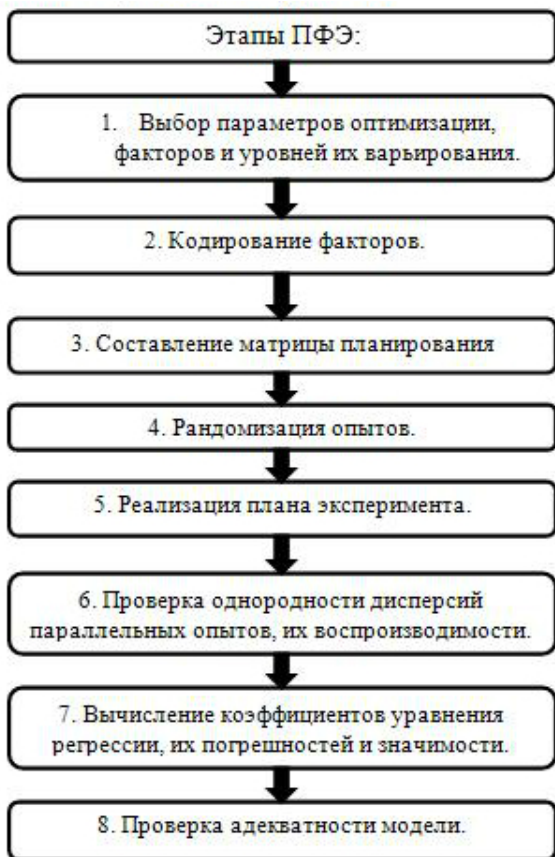 Этапы ПФЭ:
1. Выбор параметров оптимизации,
факторов и уровней их варьирования.
2. Кодирование факторов.
3. Составление матрицы планирования
4. Рандомизация опытов.
5. Реализация плана эксперимента.
6. Проверка однородности дисперсий
параллельных опытов, их воспроизводимости.
7. Вычисление коэффициентов уравнения
регрессии, их погрешностей и значимости.
8. Проверка адекватности модели.